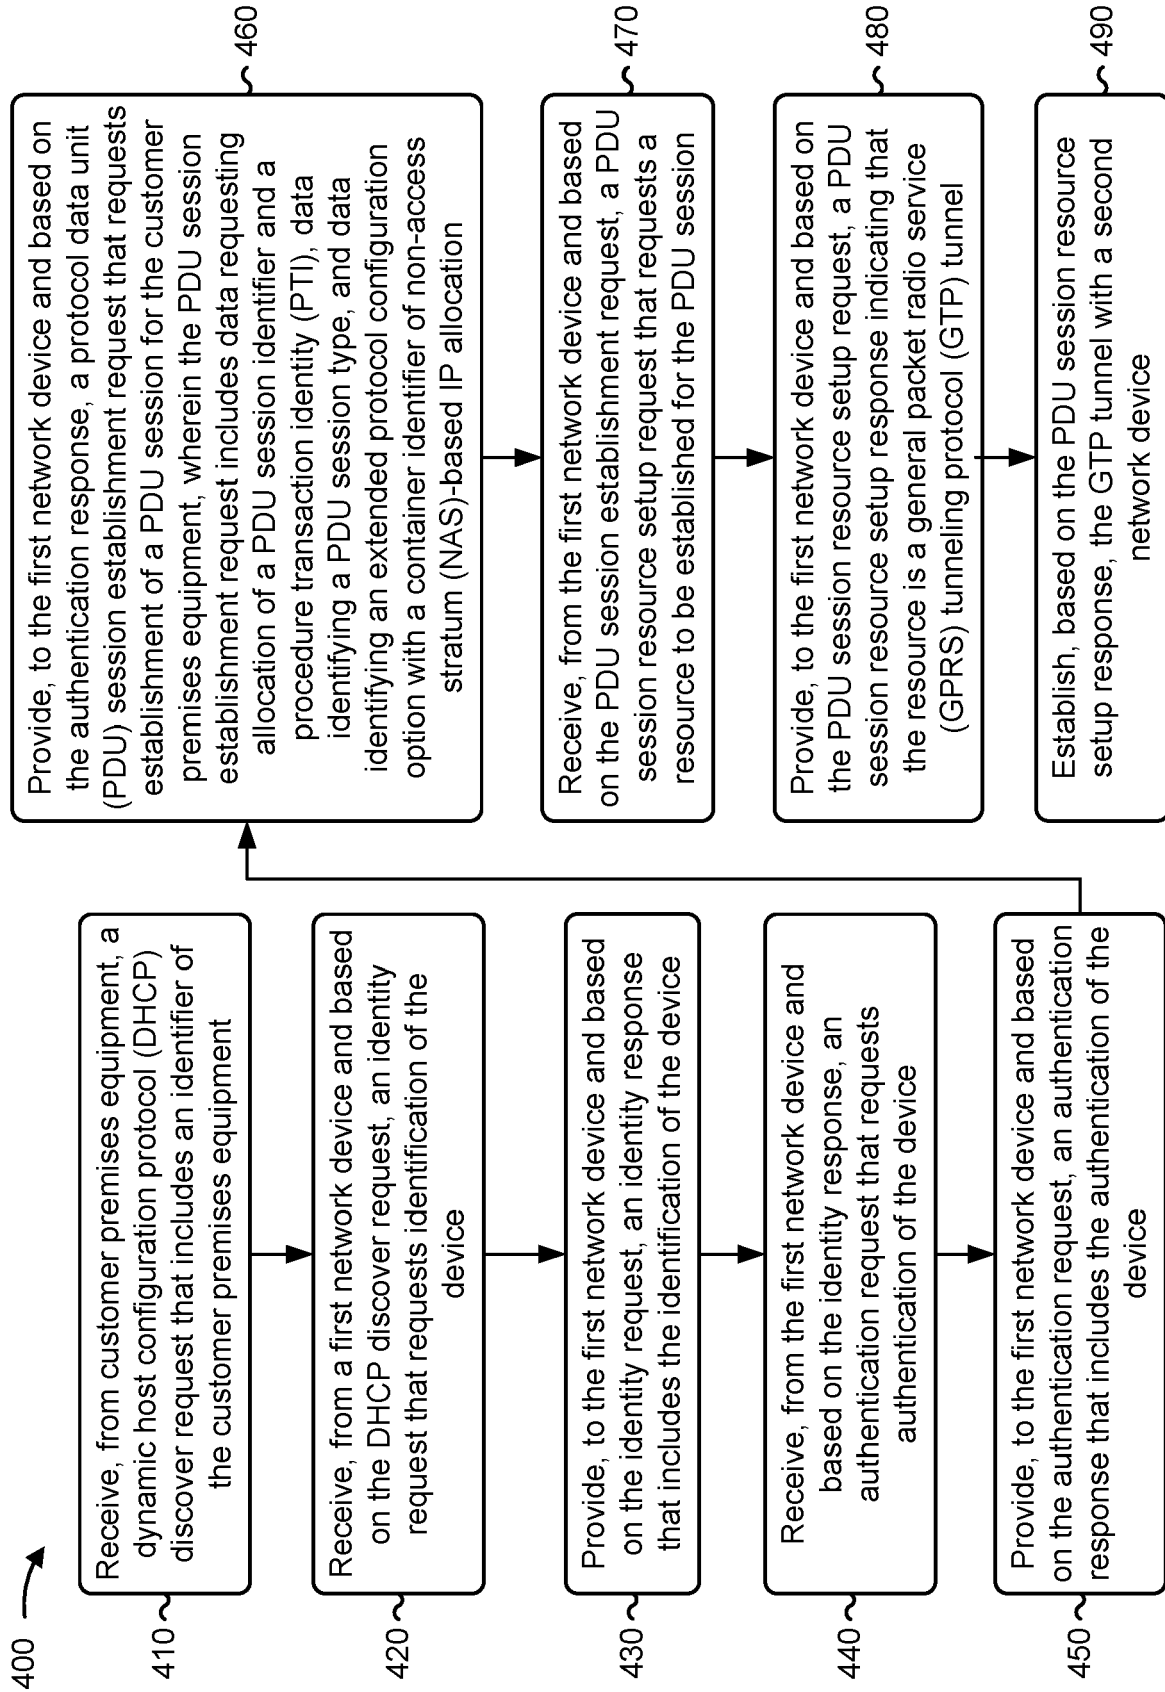 400
410
Receive, from customer premises equipment, a
dynamic host configuration protocol (DHCP)
discover request that includes an identifier of
the customer premises equipment
420
Receive, from a first network device and based
on the DHCP discover request, an identity
request that requests identification of the
device
430
Provide, to the first network device and based
on the identity request, an identity response
that includes the identification of the device
440
Receive, from the first network device and
based on the identity response, an
authentication request that requests
authentication of the device
450
Provide, to the first network device and based
on the authentication request, an authentication
response that includes the authentication of the
device
460
Provide, to the first network device and based on
the authentication response, a protocol data unit
(PDU) session establishment request that requests
establishment of a PDU session for the customer
premises equipment, wherein the PDU session
establishment request includes data requesting
allocation of a PDU session identifier and a
procedure transaction identity (PTI), data
identifying a PDU session type, and data
identifying an extended protocol configuration
option with a container identifier of non-access
stratum (NAS)-based IP allocation
470
Receive, from the first network device and based
on the PDU session establishment request, a PDU
session resource setup request that requests a
resource to be established for the PDU session
480
Provide, to the first network device and based on
the PDU session resource setup request, a PDU
session resource setup response indicating that
the resource is a general packet radio service
(GPRS) tunneling protocol (GTP) tunnel
490
Establish, based on the PDU session resource
setup response, the GTP tunnel with a second
network device